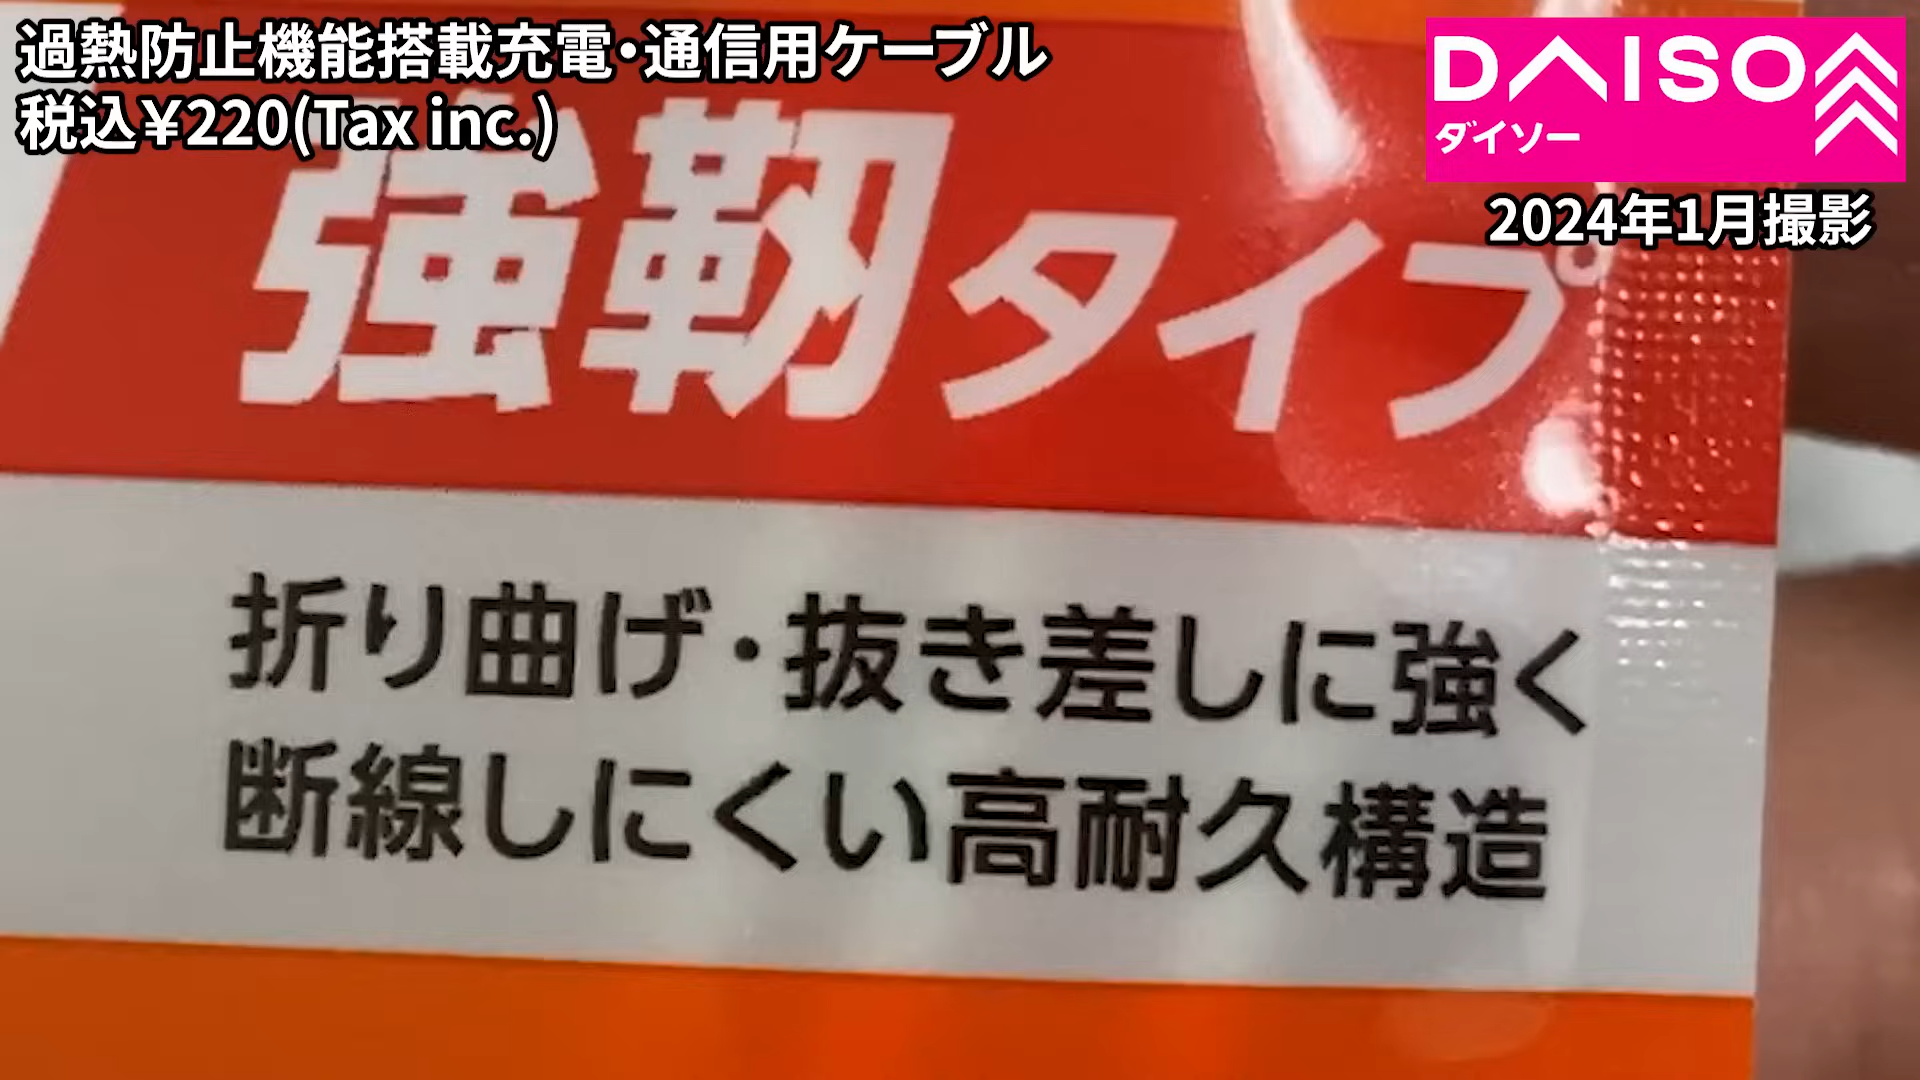 過熱防止機能搭載充電・通信用ケーブル
税込¥220(Tax inc.)
DAISO
ダイソー
2024年1月撮影
強靭タイプ
折り曲げ・抜き差しに強く
断線しにくい高耐久構造